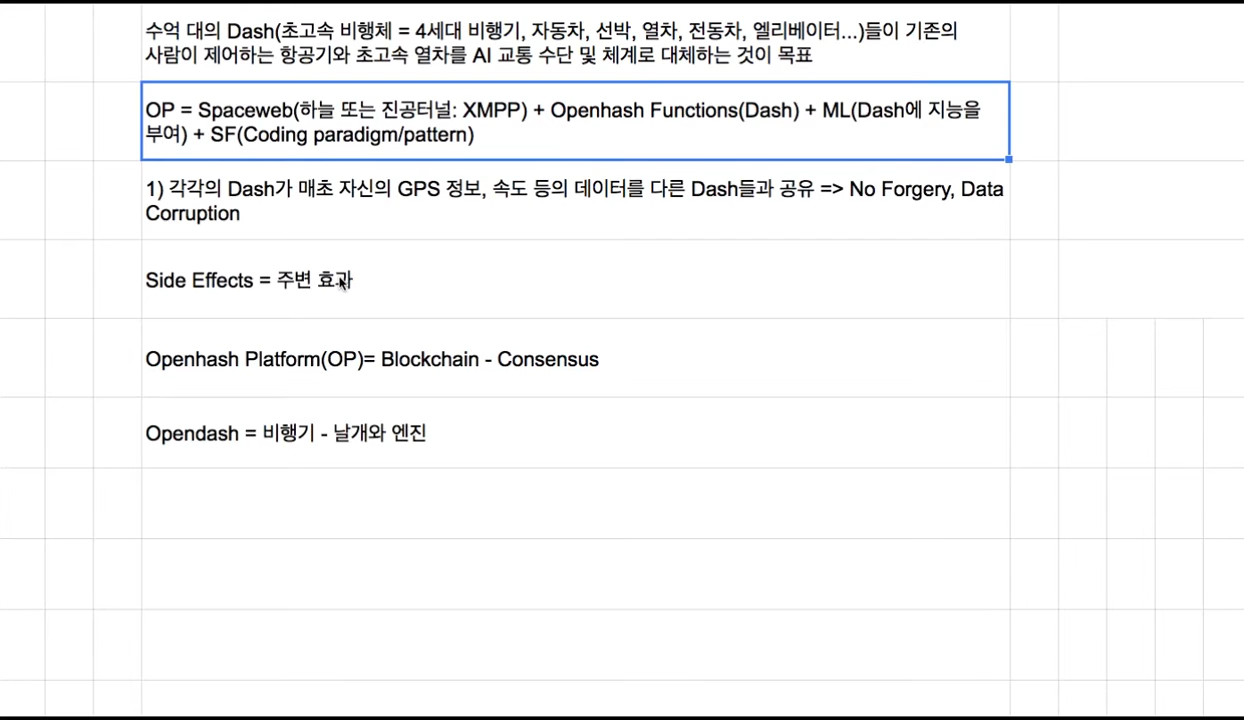 수억 대의 Dash(초고속 비행체 = 4세대 비행기, 자동차, 선박, 열차, 전동차, 엘리베이터...)들이 기존의
사람이 제어하는 항공기와 초고속 열차를 AI 교통 수단 및 체계로 대체하는 것이 목표
OP = Spaceweb(하늘 또는 진공터널: XMPP) + Openhash Functions(Dash) + ML(Dash에 지능을
부여) + SF(Coding paradigm/pattern)
1) 각각의 Dash가 매초 자신의 GPS 정보, 속도 등의 데이터를 다른 Dash들과 공유 => No Forgery, Data
Corruption
Side Effects = 주변 효과
Openhash Platform(OP)= Blockchain - Consensus
Opendash = 비행기 - 날개와 엔진